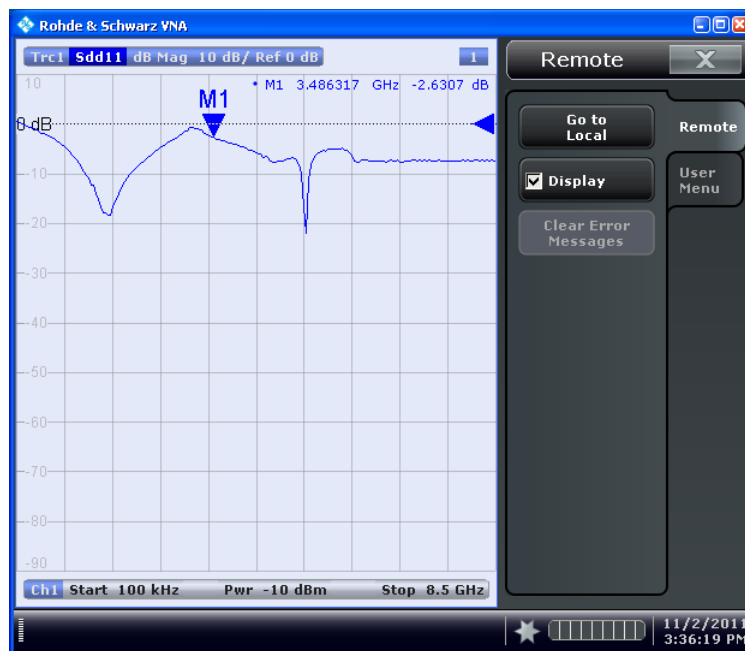 Rohde & Schwarz VNA
Trc1 Sdd11 dB Mag 10 dB/ Ref 0 dB 1
10
• M1 3.486317 GHz -2.6307 dB
M1
0 dB
-10
-20
-30
-40
-50
-60
-70
-80
-90
Ch1 Start 100 kHz Pwr -10 dBm Stop 8.5 GHz
Remote X
Go to
Local
Display
Clear Error
Messages
Remote
User
Menu
11/2/2011
3:36:19 PM